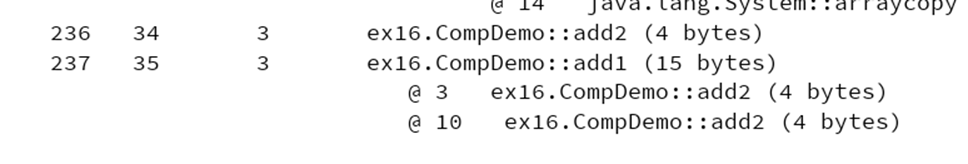 @ 14   java.lang.System::arraycopy
236   34       3       ex16.CompDemo::add2 (4 bytes)
237   35       3       ex16.CompDemo::add1 (15 bytes)
@ 3   ex16.CompDemo::add2 (4 bytes)
@ 10   ex16.CompDemo::add2 (4 bytes)